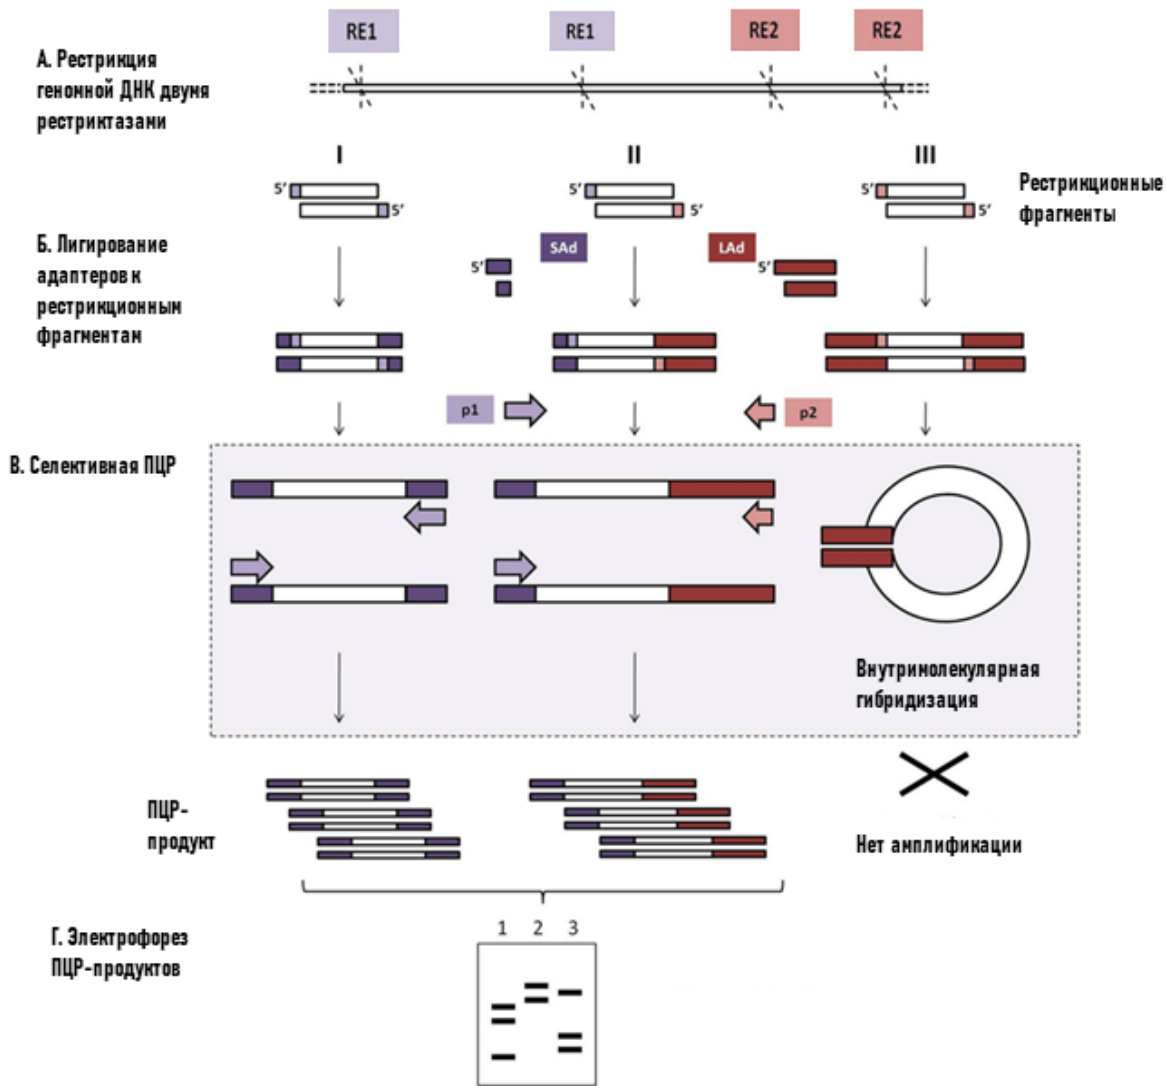 RE1
RE1
RE2
RE2
А. Рестрикция
геномной ДНК двумя
рестриктазами
I
II
III
5’
5’
5’
5’
5’
Рестрикционные
фрагменты
Б. Лигирование
адаптеров к
рестрикционным
фрагментам
SAd
LAd
5’
5’
p1
p2
В. Селективная ПЦР
Внутримолекулярная
гибридизация
ПЦР-
продукт
Нет амплификации
Г. Электрофорез
ПЦР-продуктов
1 2 3